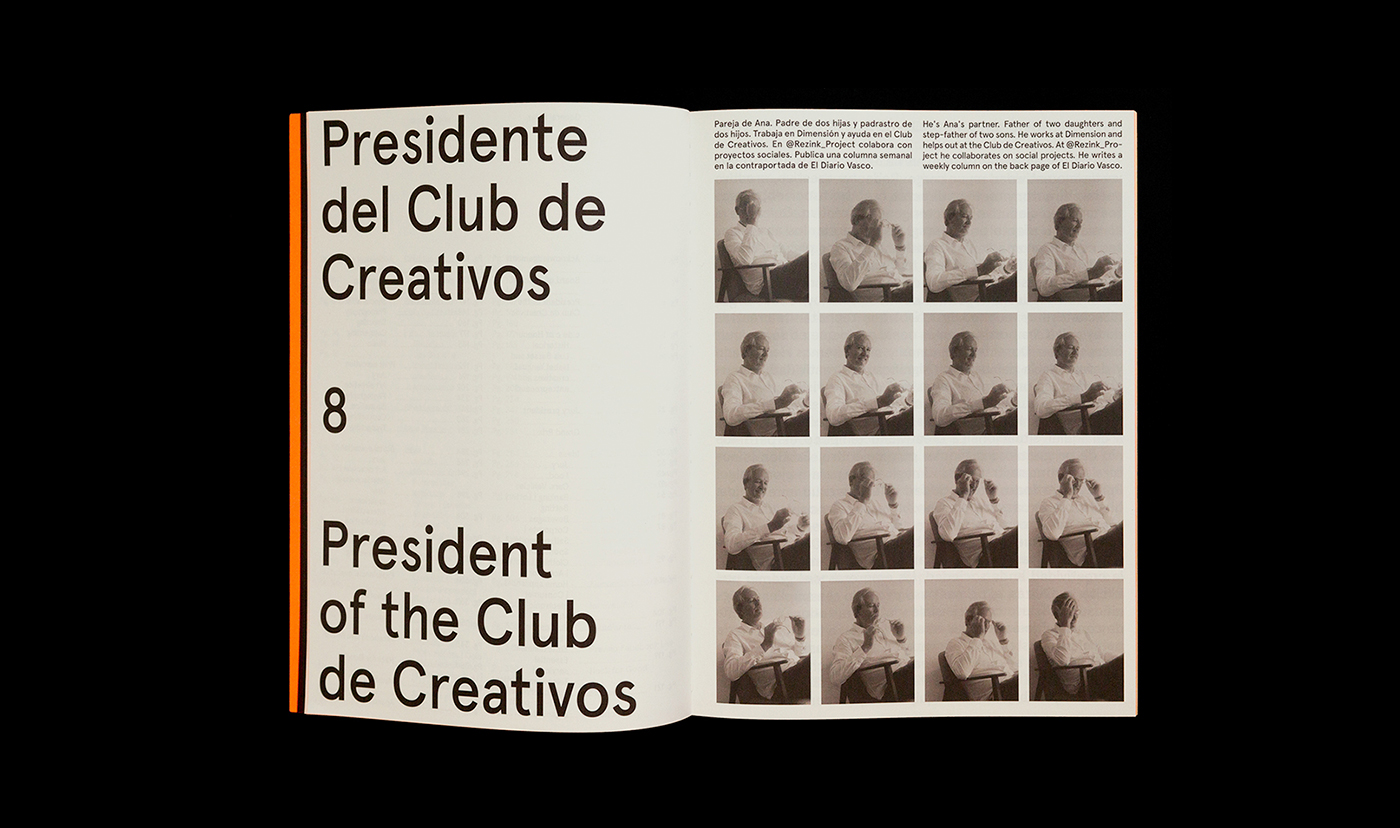 Presidente
del Club de
Creativos
8
President
of the Club
de Creativos
Pareja de Ana. Padre de dos hijas y padrastro de
dos hijos. Trabaja en Dimensión y ayuda en el Club
de Creativos. En @Rezink_Project colabora con
proyectos sociales. Publica una columna semanal
en la contraportada de El Diario Vasco.
He's Ana's partner. Father of two daughters and
step-father of two sons. He works at Dimension and
helps out at the Club de Creativos. At @Rezink_Pro-
ject he collaborates on social projects. He writes a
weekly column on the back page of El Diario Vasco.